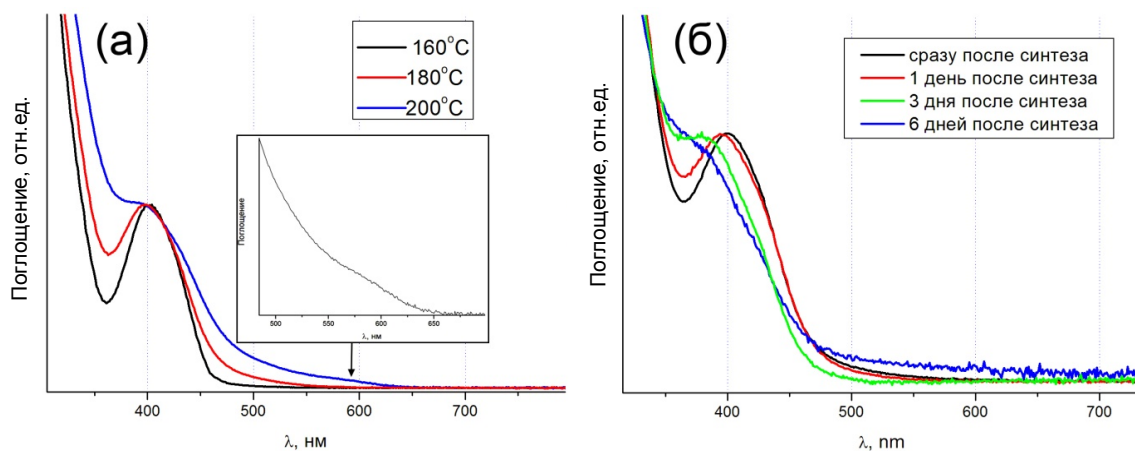 (а)
160°C
180°C
200°C
Поглощение, отн.ед.
Поглощение
500
550
600
650
λ, нм
400
500
600
700
λ, нм
(б)
сразу после синтеза
1 день после синтеза
3 дня после синтеза
6 дней после синтеза
Поглощение, отн.ед.
400
500
600
700
λ, nm